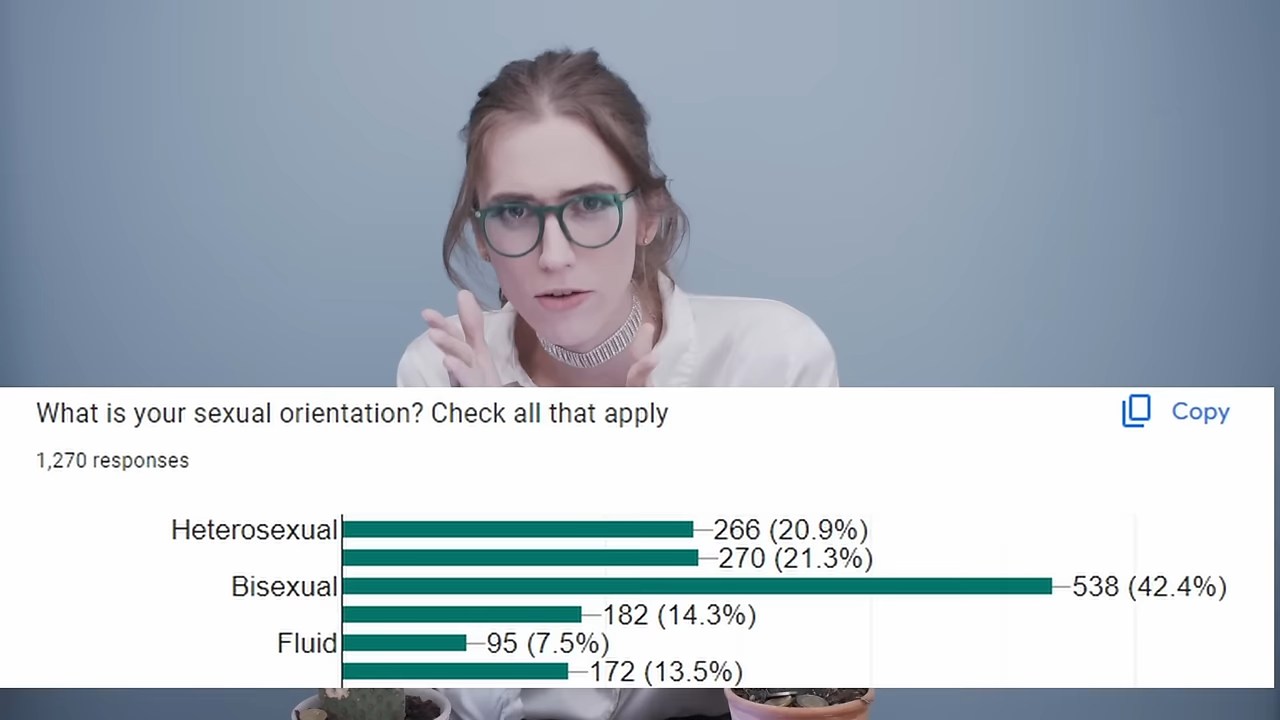 What is your sexual orientation? Check all that apply
Copy
1,270 responses
Heterosexual 266 (20.9%)
270 (21.3%)
Bisexual 538 (42.4%)
182 (14.3%)
Fluid 95 (7.5%)
172 (13.5%)